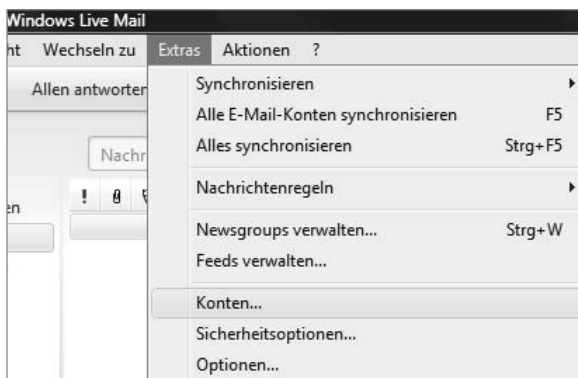 Windows Live Mail
ht Wechseln zu Extras Aktionen ?
Allen antworten
Synchronisieren
Alle E-Mail-Konten synchronisieren F5
Nachr
Alles synchronisieren Strg+F5
!
Nachrichtenregeln
en
Newsgroups verwalten... Strg+W
Feeds verwalten...
Konten...
Sicherheitsoptionen...
Optionen...